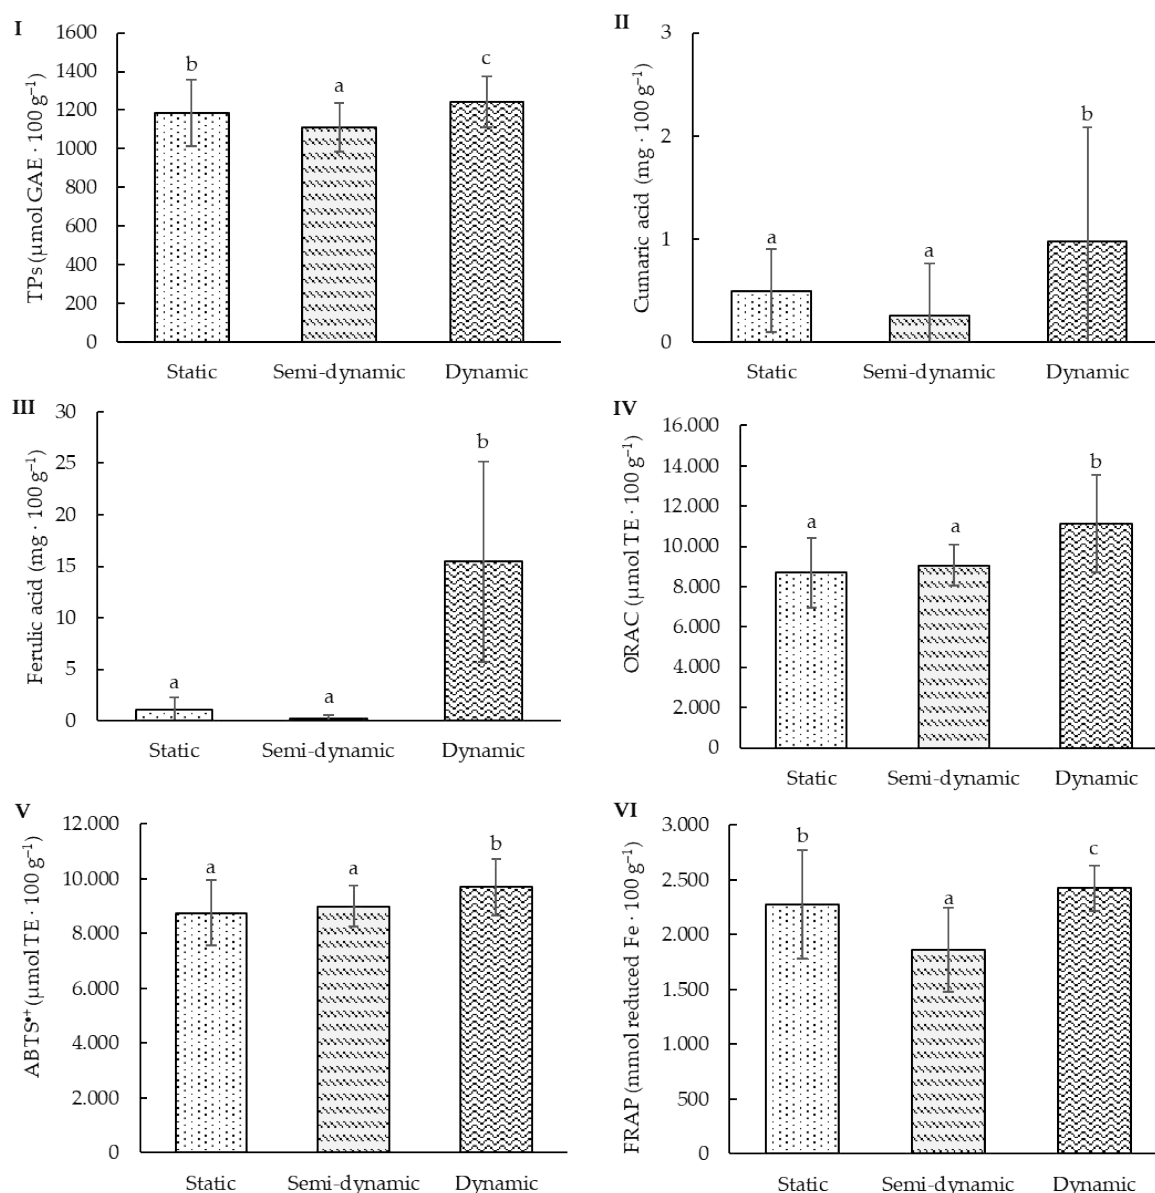 I
TPs (µmol GAE · 100 g⁻¹)
1600
1400
1200
1000
800
600
400
200
0
b
a
c
Static
Semi-dynamic
Dynamic
II
Cumaric acid (mg · 100 g⁻¹)
3
2
1
0
a
a
b
Static
Semi-dynamic
Dynamic
III
Ferulic acid (mg · 100 g⁻¹)
30
25
20
15
10
5
0
a
a
b
Static
Semi-dynamic
Dynamic
IV
ORAC (µmol TE · 100 g⁻¹)
16.000
14.000
12.000
10.000
8.000
6.000
4.000
2.000
0
a
a
b
Static
Semi-dynamic
Dynamic
V
ABTS•⁺ (µmol TE · 100 g⁻¹)
12.000
10.000
8.000
6.000
4.000
2.000
0
a
a
b
Static
Semi-dynamic
Dynamic
VI
FRAP (mmol reduced Fe · 100 g⁻¹)
3.000
2.500
2.000
1.500
1.000
500
0
b
a
c
Static
Semi-dynamic
Dynamic